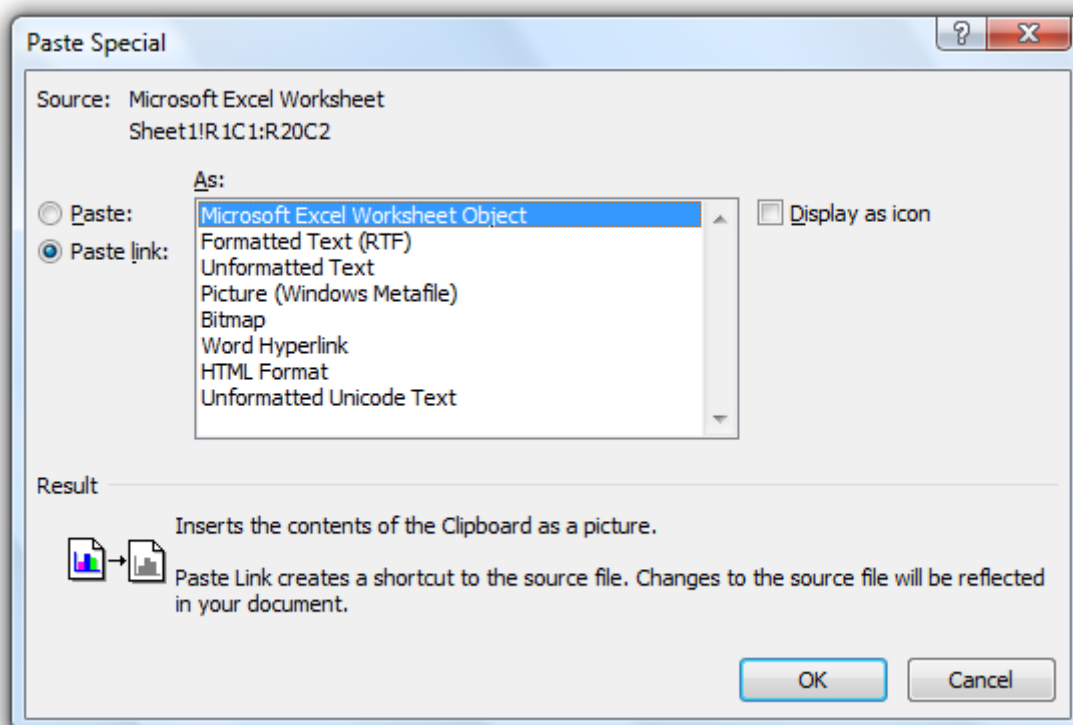 Paste Special
Source: Microsoft Excel Worksheet
Sheet1!R1C1:R20C2
As:
Paste:
Paste link:
Microsoft Excel Worksheet Object
Formatted Text (RTF)
Unformatted Text
Picture (Windows Metafile)
Bitmap
Word Hyperlink
HTML Format
Unformatted Unicode Text
Display as icon
Result
Inserts the contents of the Clipboard as a picture.
Paste Link creates a shortcut to the source file. Changes to the source file will be reflected
in your document.
OK
Cancel